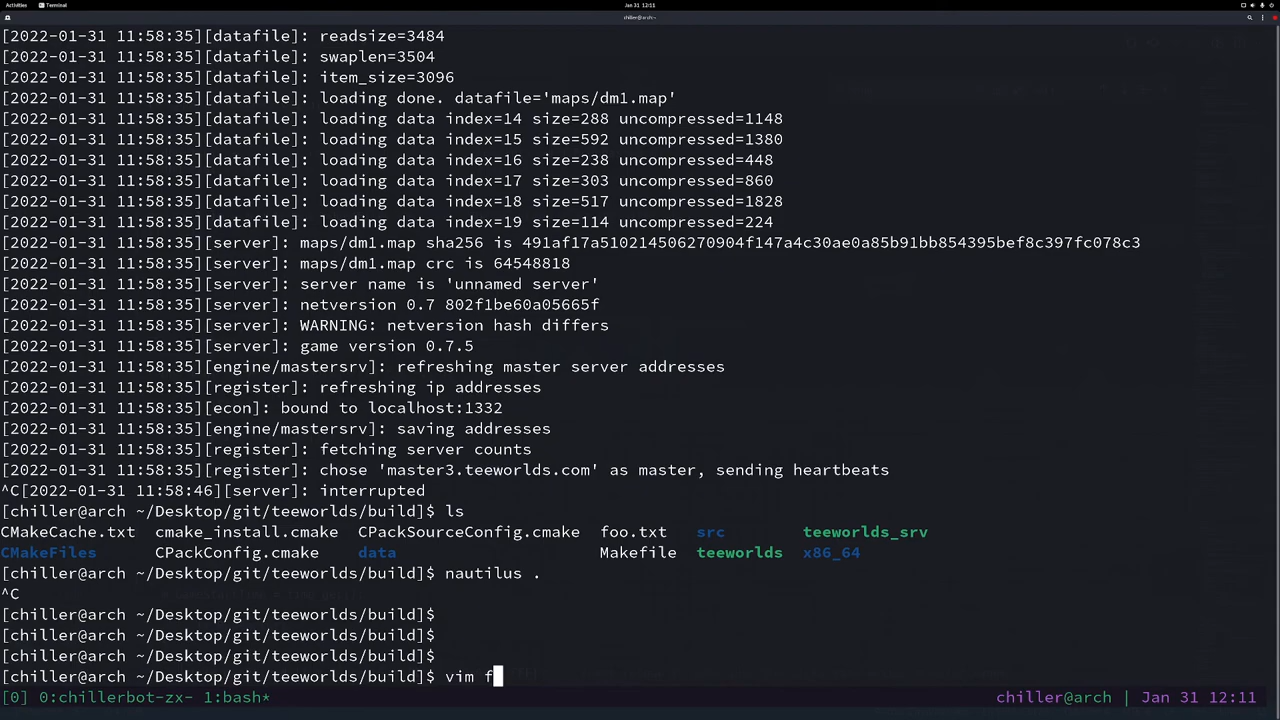 Activities Terminal Jan 31 12:11
chiller@arch:~
[2022-01-31 11:58:35][datafile]: readsize=3484
[2022-01-31 11:58:35][datafile]: swaplen=3504
[2022-01-31 11:58:35][datafile]: item_size=3096
[2022-01-31 11:58:35][datafile]: loading done. datafile='maps/dm1.map'
[2022-01-31 11:58:35][datafile]: loading data index=14 size=288 uncompressed=1148
[2022-01-31 11:58:35][datafile]: loading data index=15 size=592 uncompressed=1380
[2022-01-31 11:58:35][datafile]: loading data index=16 size=238 uncompressed=448
[2022-01-31 11:58:35][datafile]: loading data index=17 size=303 uncompressed=860
[2022-01-31 11:58:35][datafile]: loading data index=18 size=517 uncompressed=1828
[2022-01-31 11:58:35][datafile]: loading data index=19 size=114 uncompressed=224
[2022-01-31 11:58:35][server]: maps/dm1.map sha256 is 491af17a510214506270904f147a4c30ae0a85b91bb854395bef8c397fc078c3
[2022-01-31 11:58:35][server]: maps/dm1.map crc is 64548818
[2022-01-31 11:58:35][server]: server name is 'unnamed server'
[2022-01-31 11:58:35][server]: netversion 0.7 802f1be60a05665f
[2022-01-31 11:58:35][server]: WARNING: netversion hash differs
[2022-01-31 11:58:35][server]: game version 0.7.5
[2022-01-31 11:58:35][engine/mastersrv]: refreshing master server addresses
[2022-01-31 11:58:35][register]: refreshing ip addresses
[2022-01-31 11:58:35][econ]: bound to localhost:1332
[2022-01-31 11:58:35][engine/mastersrv]: saving addresses
[2022-01-31 11:58:35][register]: fetching server counts
[2022-01-31 11:58:35][register]: chose 'master3.teeworlds.com' as master, sending heartbeats
^C[2022-01-31 11:58:46][server]: interrupted
[chiller@arch ~/Desktop/git/teeworlds/build]$ ls
CMakeCache.txt cmake_install.cmake CPackSourceConfig.cmake foo.txt src teeworlds_srv
CMakeFiles CPackConfig.cmake data Makefile teeworlds x86_64
[chiller@arch ~/Desktop/git/teeworlds/build]$ nautilus .
^C
[chiller@arch ~/Desktop/git/teeworlds/build]$
[chiller@arch ~/Desktop/git/teeworlds/build]$
[chiller@arch ~/Desktop/git/teeworlds/build]$
[chiller@arch ~/Desktop/git/teeworlds/build]$ vim f
[0] 0:chillerbot-zx- 1:bash* chiller@arch | Jan 31 12:11